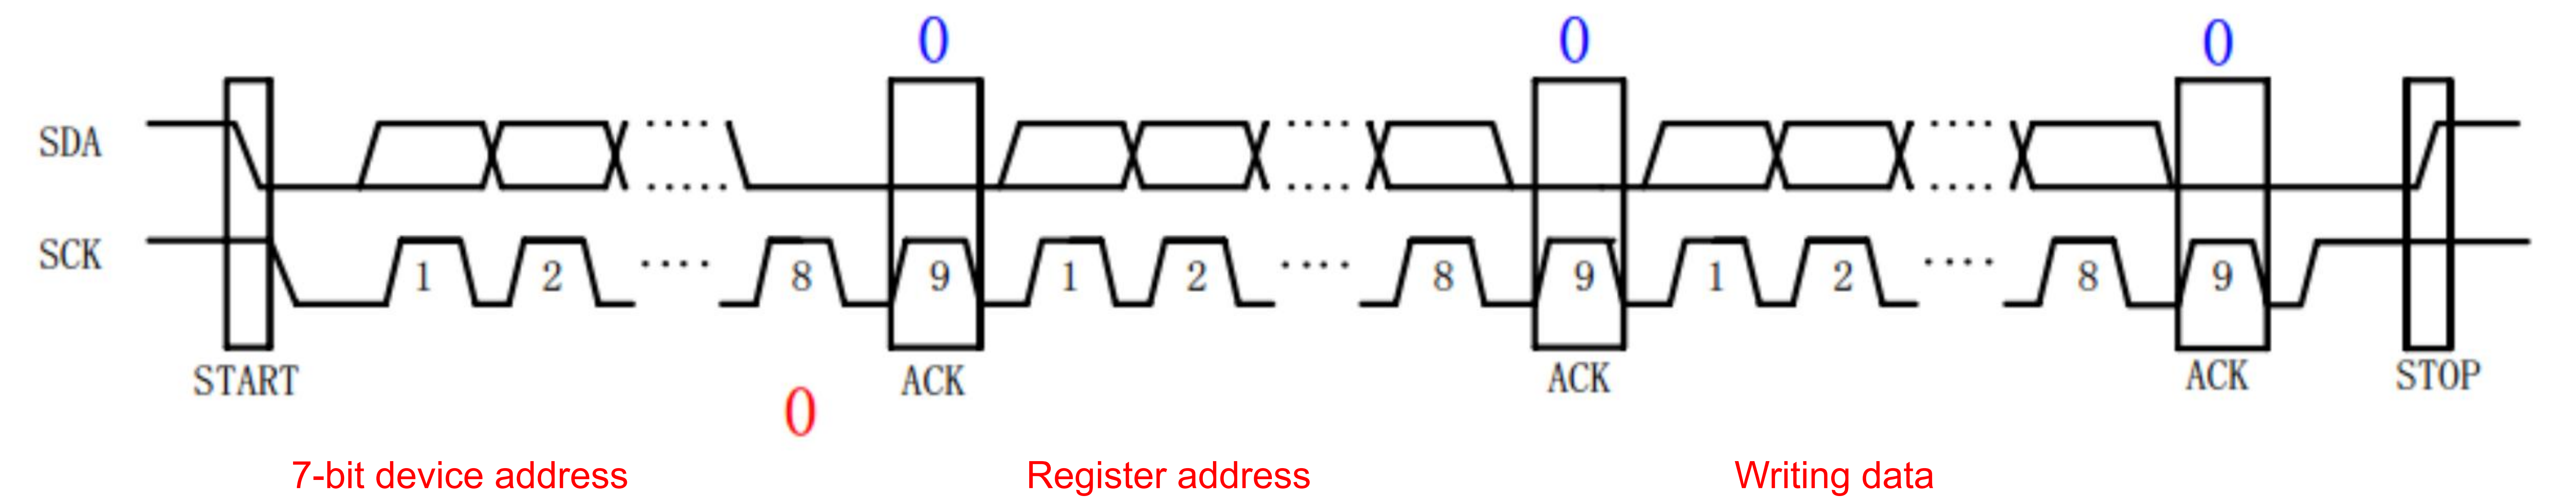 0 0 0
SDA
SCK
1 2 8 9 1 2 8 9 1 2 8 9
START ACK ACK ACK STOP
0
7-bit device address Register address Writing data